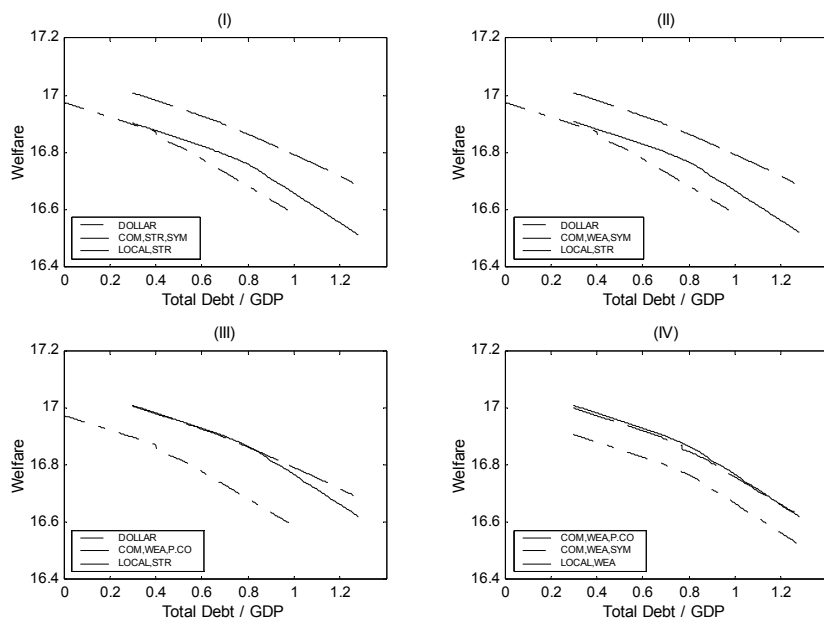 (I)
17.2
17
16.8
16.6
16.4
Welfare
DOLLAR
COM,STR,SYM
LOCAL,STR
0 0.2 0.4 0.6 0.8 1 1.2
Total Debt / GDP
(II)
17.2
17
16.8
16.6
16.4
Welfare
DOLLAR
COM,WEA,SYM
LOCAL,STR
0 0.2 0.4 0.6 0.8 1 1.2
Total Debt / GDP
(III)
17.2
17
16.8
16.6
16.4
Welfare
DOLLAR
COM,WEA,P.CO
LOCAL,STR
0 0.2 0.4 0.6 0.8 1 1.2
Total Debt / GDP
(IV)
17.2
17
16.8
16.6
16.4
Welfare
COM,WEA,P.CO
COM,WEA,SYM
LOCAL,WEA
0 0.2 0.4 0.6 0.8 1 1.2
Total Debt / GDP